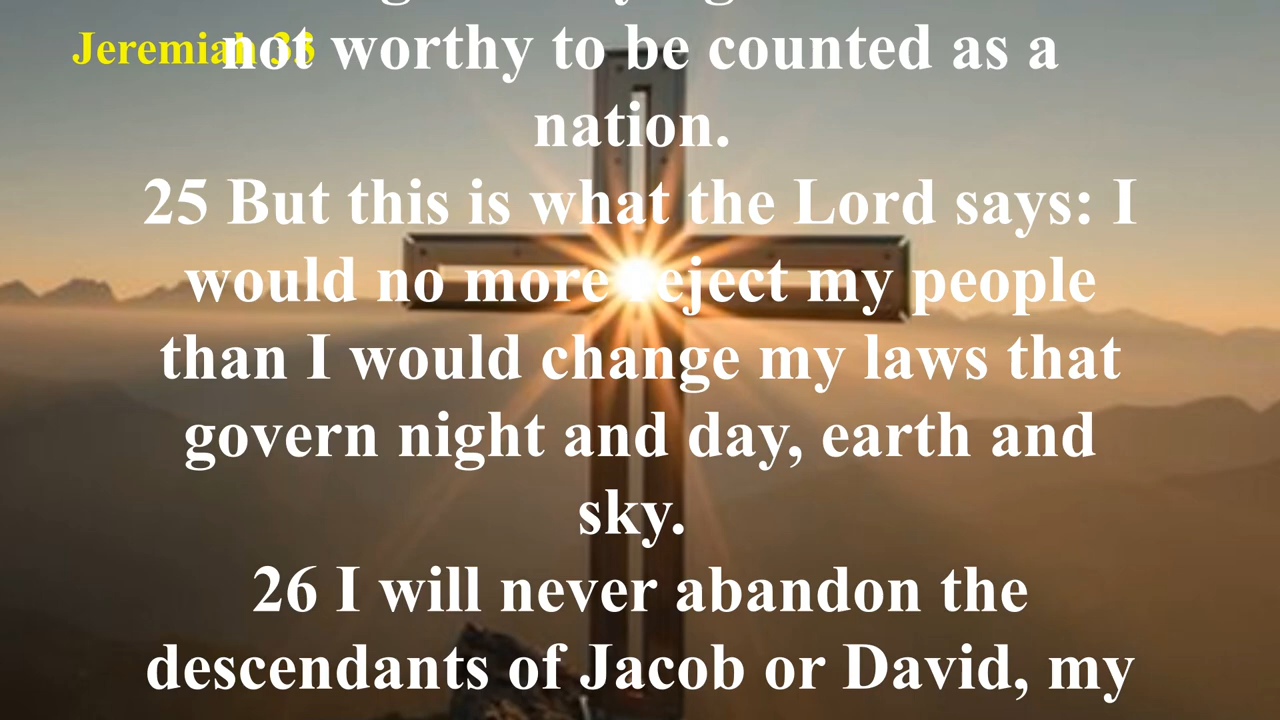 Jeremiah 33
not worthy to be counted as a
nation.
25 But this is what the Lord says: I
would no more reject my people
than I would change my laws that
govern night and day, earth and
sky.
26 I will never abandon the
descendants of Jacob or David, my